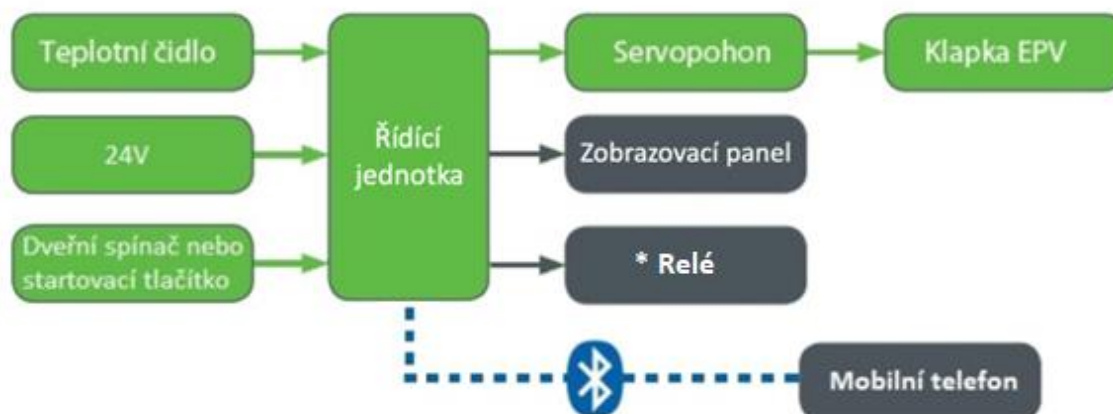 Teplotní čidlo
Servopohon
Klapka EPV
24V
Řídící
jednotka
Zobrazovací panel
Dveřní spínač nebo
startovací tlačítko
* Relé
Mobilní telefon